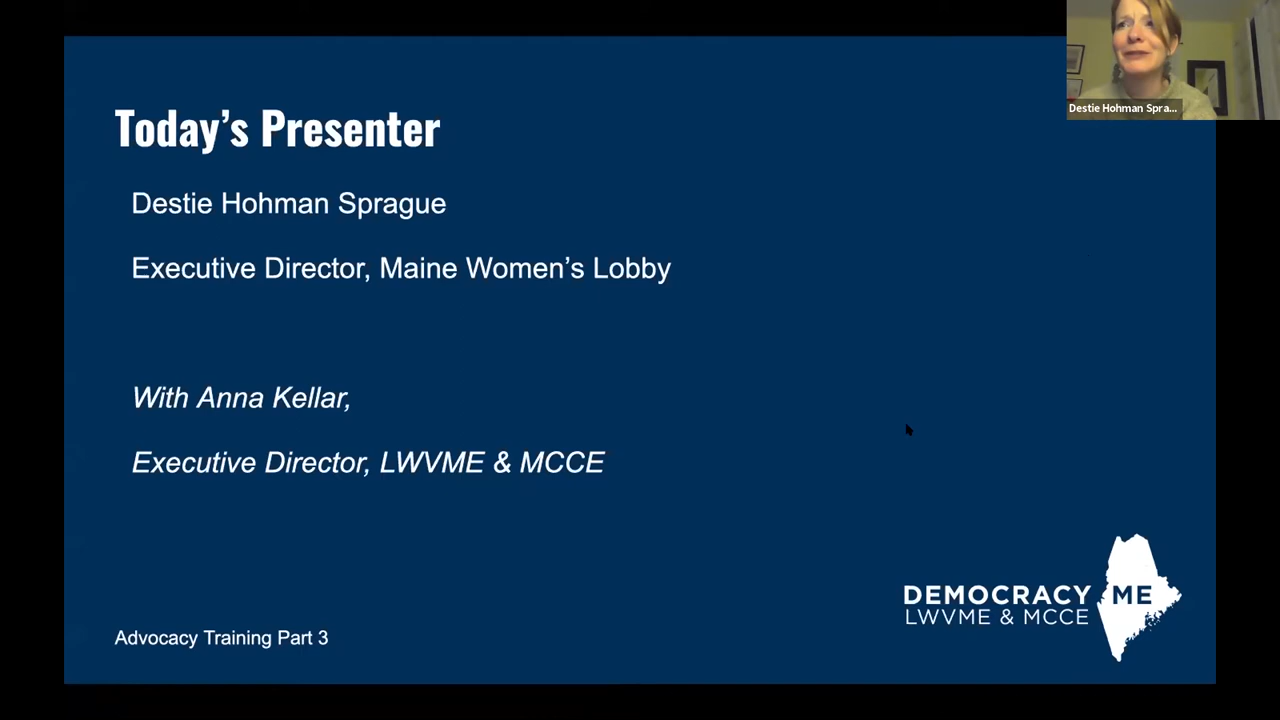 Today's Presenter
Destie Hohman Sprague
Executive Director, Maine Women's Lobby
With Anna Kellar,
Executive Director, LWVME & MCCE
Advocacy Training Part 3
DEMOCRACY ME
LWVME & MCCE
Destie Hohman Spra...